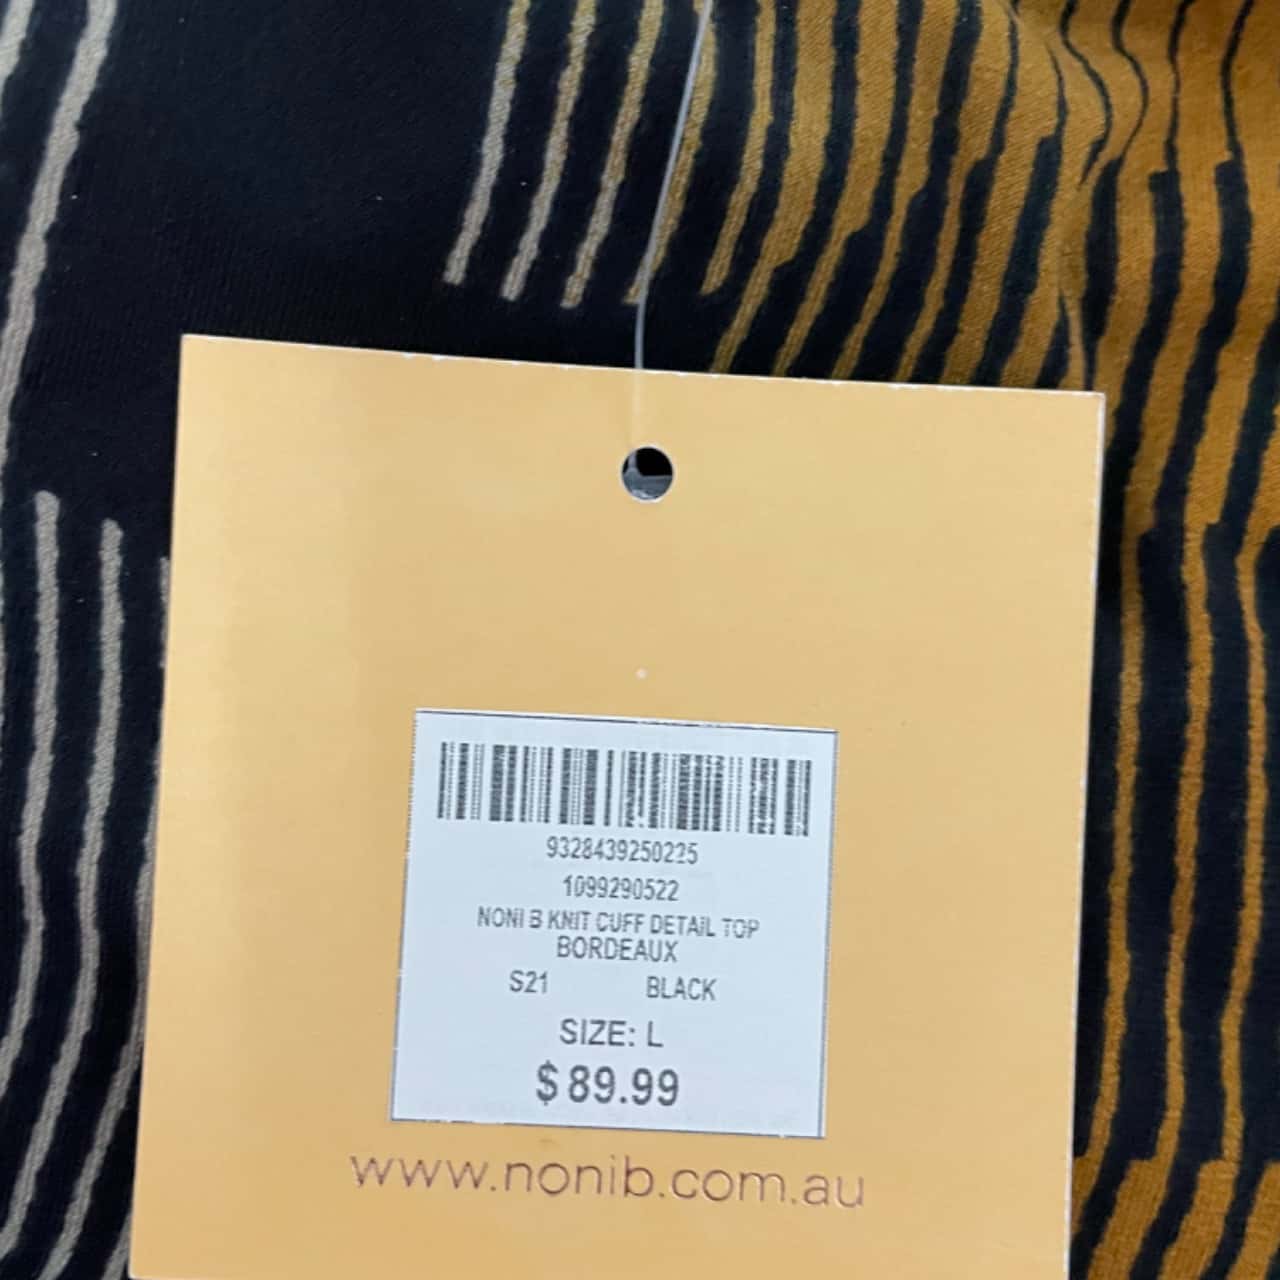 9328439250225
1099290522
NONI B KNIT CUFF DETAIL TOP
BORDEAUX
S21 BLACK
SIZE: L
$89.99
www.nonib.com.au